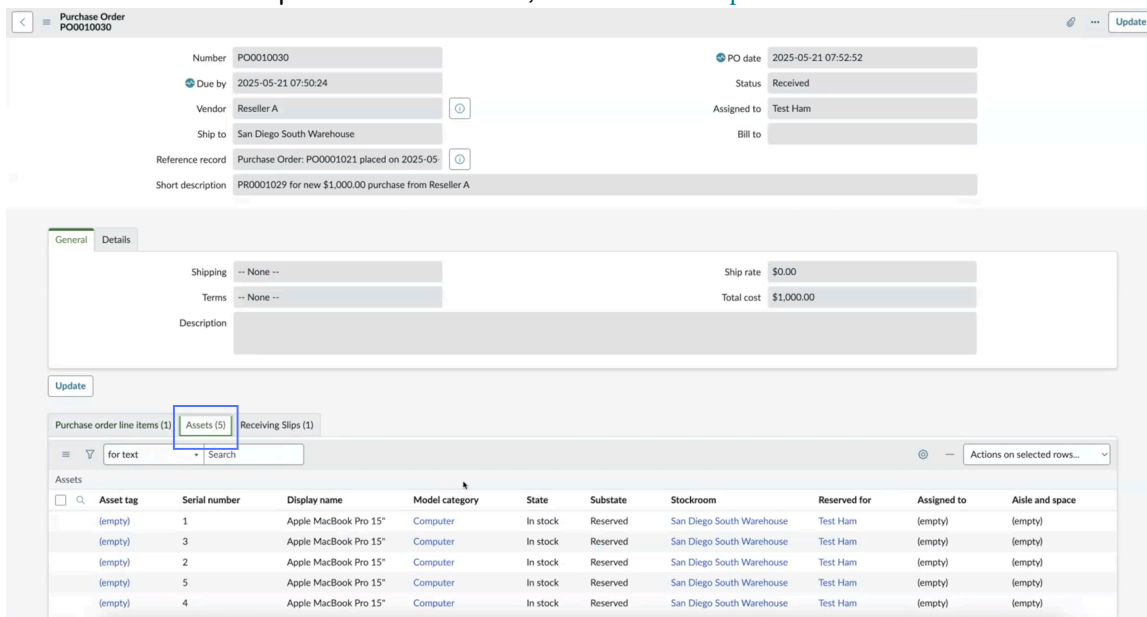 Purchase Order
PO0010030
Update
Number PO0010030
PO date 2025-05-21 07:52:52
Due by 2025-05-21 07:50:24
Status Received
Vendor Reseller A
Assigned to Test Ham
Ship to San Diego South Warehouse
Bill to
Reference record Purchase Order: PO0001021 placed on 2025-05-
Short description PR0001029 for new $1,000.00 purchase from Reseller A
General Details
Shipping -- None --
Ship rate $0.00
Terms -- None --
Total cost $1,000.00
Description
Update
Purchase order line items (1) Assets (5) Receiving Slips (1)
for text Search Actions on selected rows...
Assets
Asset tag Serial number Display name Model category State Substate Stockroom Reserved for Assigned to Aisle and space
(empty) 1 Apple MacBook Pro 15" Computer In stock Reserved San Diego South Warehouse Test Ham (empty) (empty)
(empty) 3 Apple MacBook Pro 15" Computer In stock Reserved San Diego South Warehouse Test Ham (empty) (empty)
(empty) 2 Apple MacBook Pro 15" Computer In stock Reserved San Diego South Warehouse Test Ham (empty) (empty)
(empty) 5 Apple MacBook Pro 15" Computer In stock Reserved San Diego South Warehouse Test Ham (empty) (empty)
(empty) 4 Apple MacBook Pro 15" Computer In stock Reserved San Diego South Warehouse Test Ham (empty) (empty)